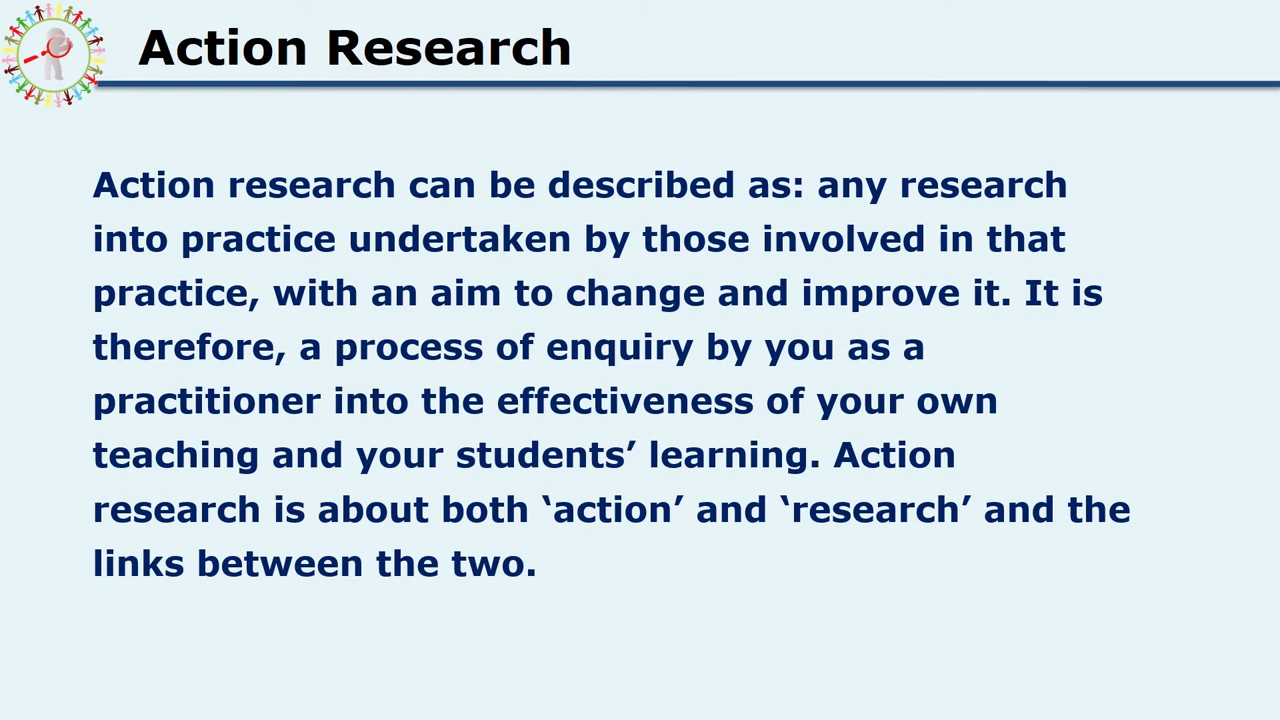 Action Research
Action research can be described as: any research
into practice undertaken by those involved in that
practice, with an aim to change and improve it. It is
therefore, a process of enquiry by you as a
practitioner into the effectiveness of your own
teaching and your students’ learning. Action
research is about both ‘action’ and ‘research’ and the
links between the two.